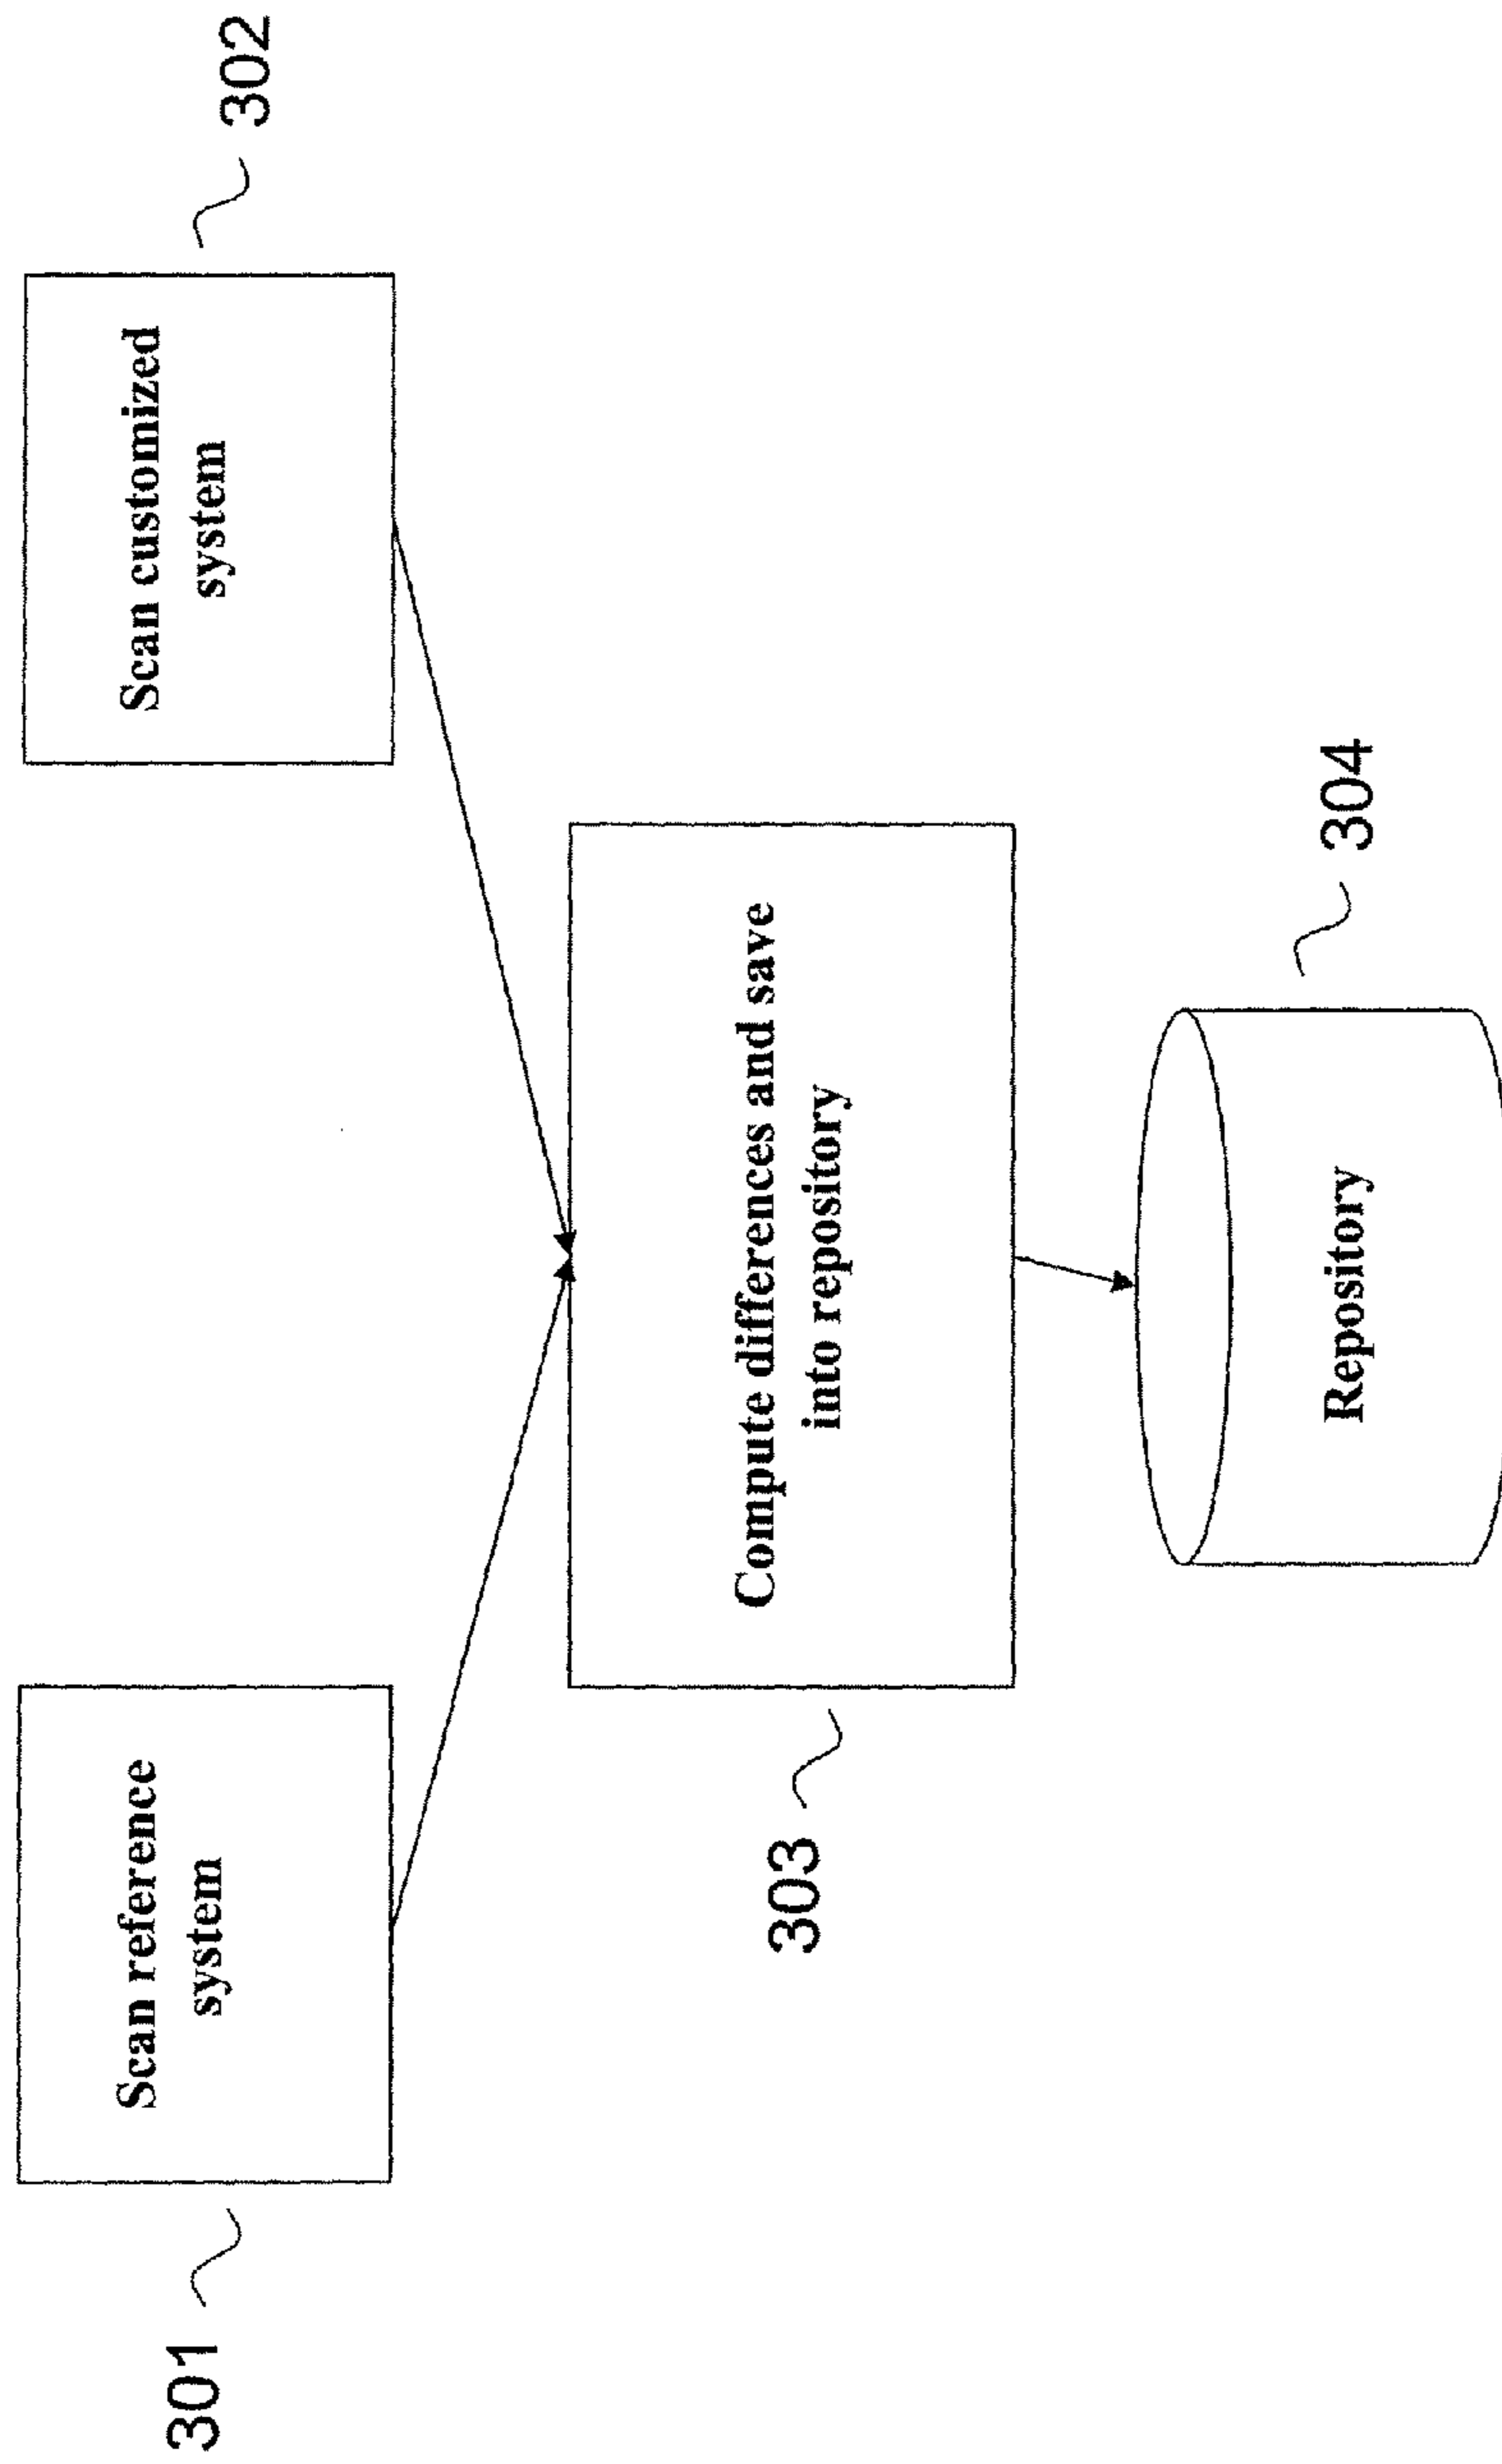 301
Scan reference
system
Scan customized
system
302
Compute differences and save
into repository
303
Repository
304